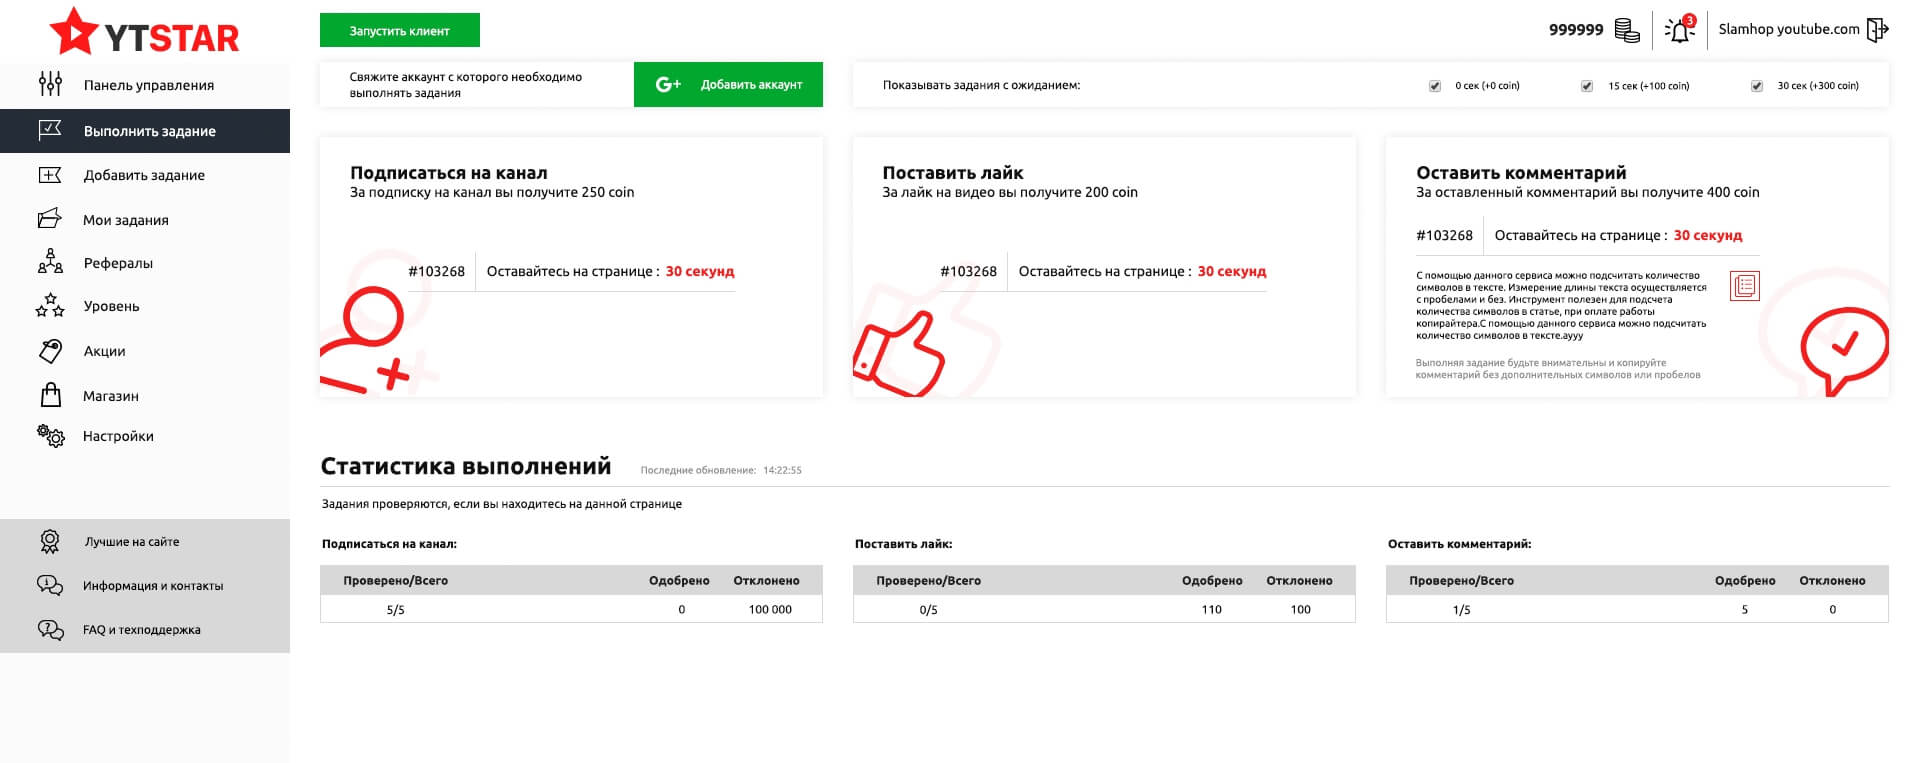 YTSTAR
Запустить клиент
999999
3
Slamhop youtube.com
Панель управления
Выполнить задание
Добавить задание
Мои задания
Рефералы
Уровень
Акции
Магазин
Настройки
Лучшие на сайте
Информация и контакты
FAQ и техподдержка
Свяжите аккаунт с которого необходимо
выполнять задания
G+ Добавить аккаунт
Показывать задания с ожиданием:
0 сек (+0 coin)
15 сек (+100 coin)
30 сек (+300 coin)
Подписаться на канал
За подписку на канал вы получите 250 coin
#103268 Оставайтесь на странице : 30 секунд
Поставить лайк
За лайк на видео вы получите 200 coin
#103268 Оставайтесь на странице : 30 секунд
Оставить комментарий
За оставленный комментарий вы получите 400 coin
#103268 Оставайтесь на странице : 30 секунд
С помощью данного сервиса можно подсчитать количество
символов в тексте. Измерение длины текста осуществляется
с пробелами и без. Инструмент полезен для подсчета
количества символов в статье, при оплате работы
копирайтера.С помощью данного сервиса можно подсчитать
количество символов в тексте.ауyy
Выполняя задание будьте внимательны и копируйте
комментарий без дополнительных символов или пробелов
Статистика выполнений
Последние обновление: 14:22:55
Задания проверяются, если вы находитесь на данной странице
Подписаться на канал:
Проверено/Всего Одобрено Отклонено
5/5 0 100 000
Поставить лайк:
Проверено/Всего Одобрено Отклонено
0/5 110 100
Оставить комментарий:
Проверено/Всего Одобрено Отклонено
1/5 5 0